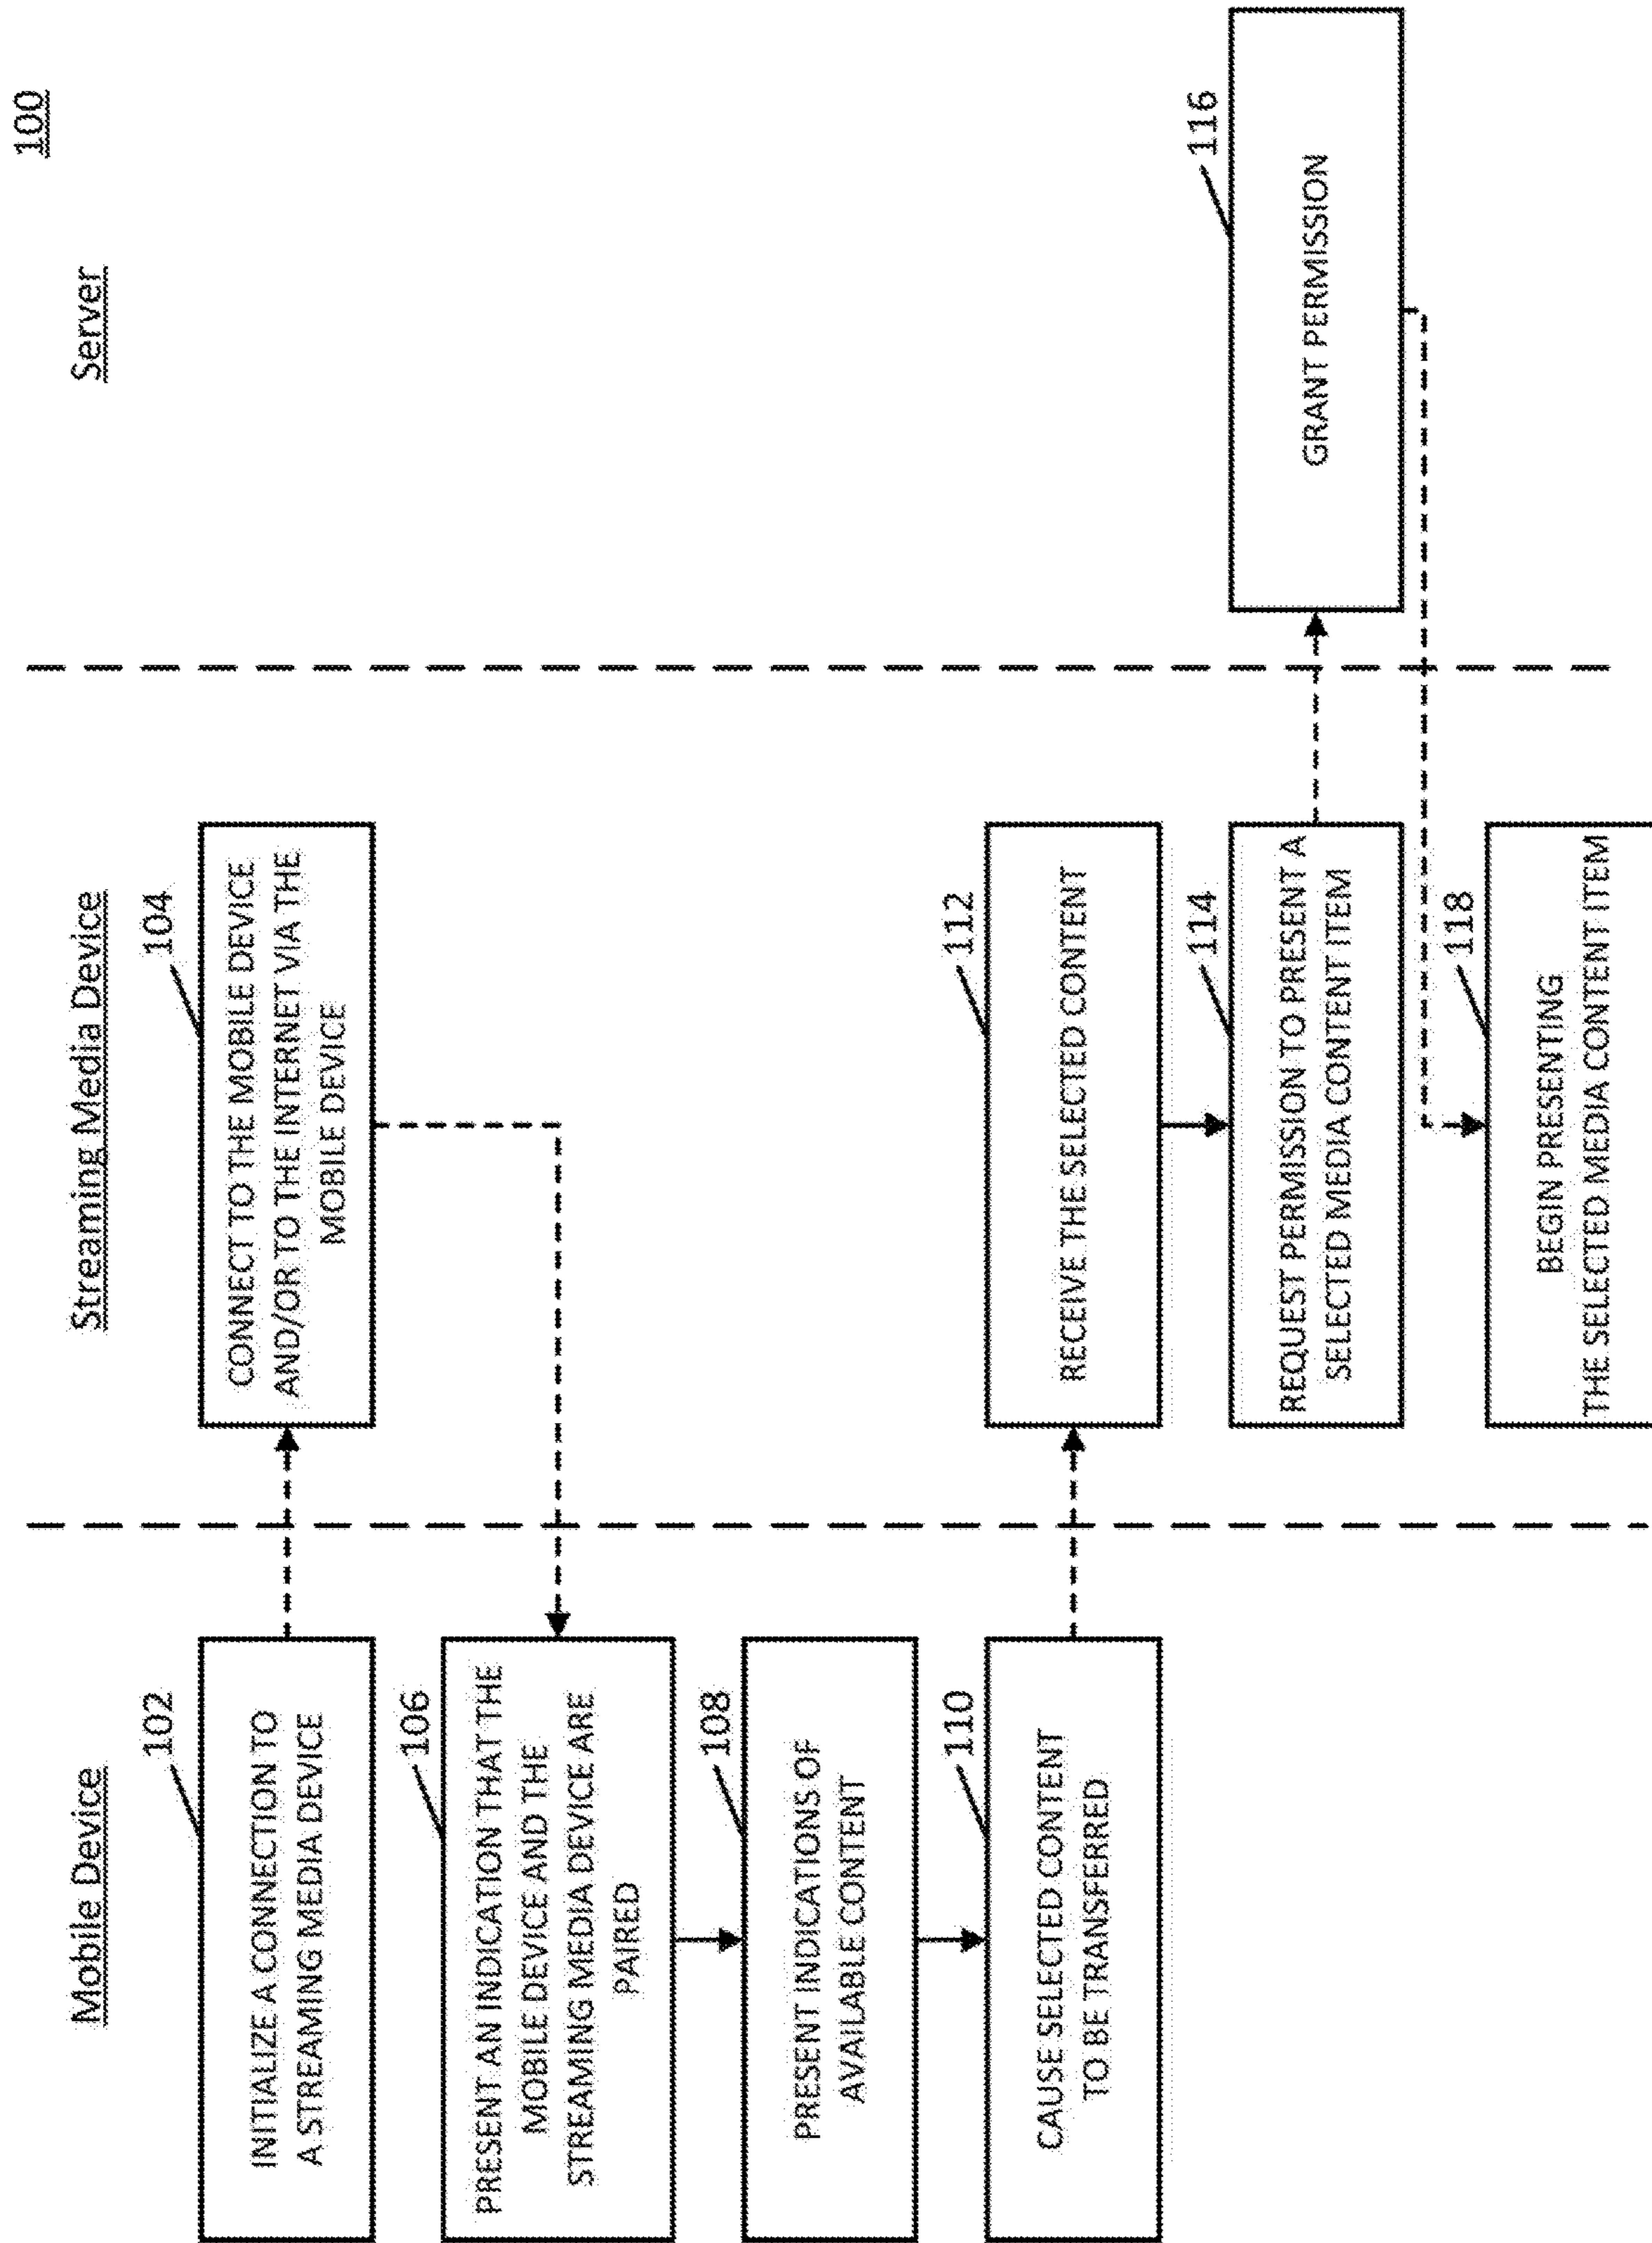 100
Mobile Device
Streaming Media Device
Server
102
INITIALIZE A CONNECTION TO
A STREAMING MEDIA DEVICE
104
CONNECT TO THE MOBILE DEVICE
AND/OR TO THE INTERNET VIA THE
MOBILE DEVICE
106
PRESENT AN INDICATION THAT THE
MOBILE DEVICE AND THE
STREAMING MEDIA DEVICE ARE
PAIRED
108
PRESENT INDICATIONS OF
AVAILABLE CONTENT
110
CAUSE SELECTED CONTENT
TO BE TRANSFERRED
112
RECEIVE THE SELECTED CONTENT
114
REQUEST PERMISSION TO PRESENT A
SELECTED MEDIA CONTENT ITEM
116
GRANT PERMISSION
118
BEGIN PRESENTING
THE SELECTED MEDIA CONTENT ITEM